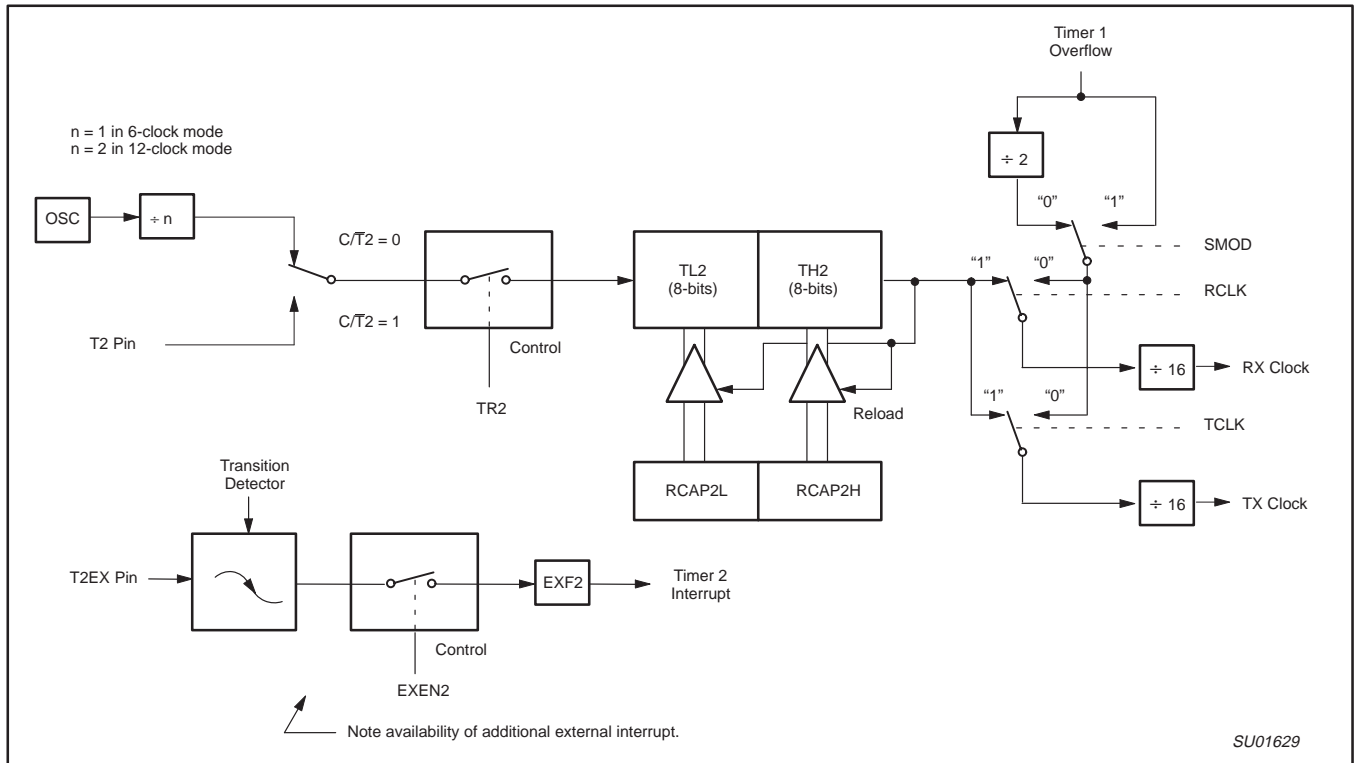 Timer 1
Overflow
n = 1 in 6-clock mode
n = 2 in 12-clock mode
÷ 2
“0”
“1”
OSC
÷ n
C/T̅2 = 0
SMOD
TL2
(8-bits)
TH2
(8-bits)
“1”
“0”
RCLK
C/T̅2 = 1
T2 Pin
Control
÷ 16
RX Clock
TR2
Reload
“1”
“0”
TCLK
Transition
Detector
RCAP2L
RCAP2H
÷ 16
TX Clock
T2EX Pin
EXF2
Timer 2
Interrupt
Control
EXEN2
Note availability of additional external interrupt.
SU01629